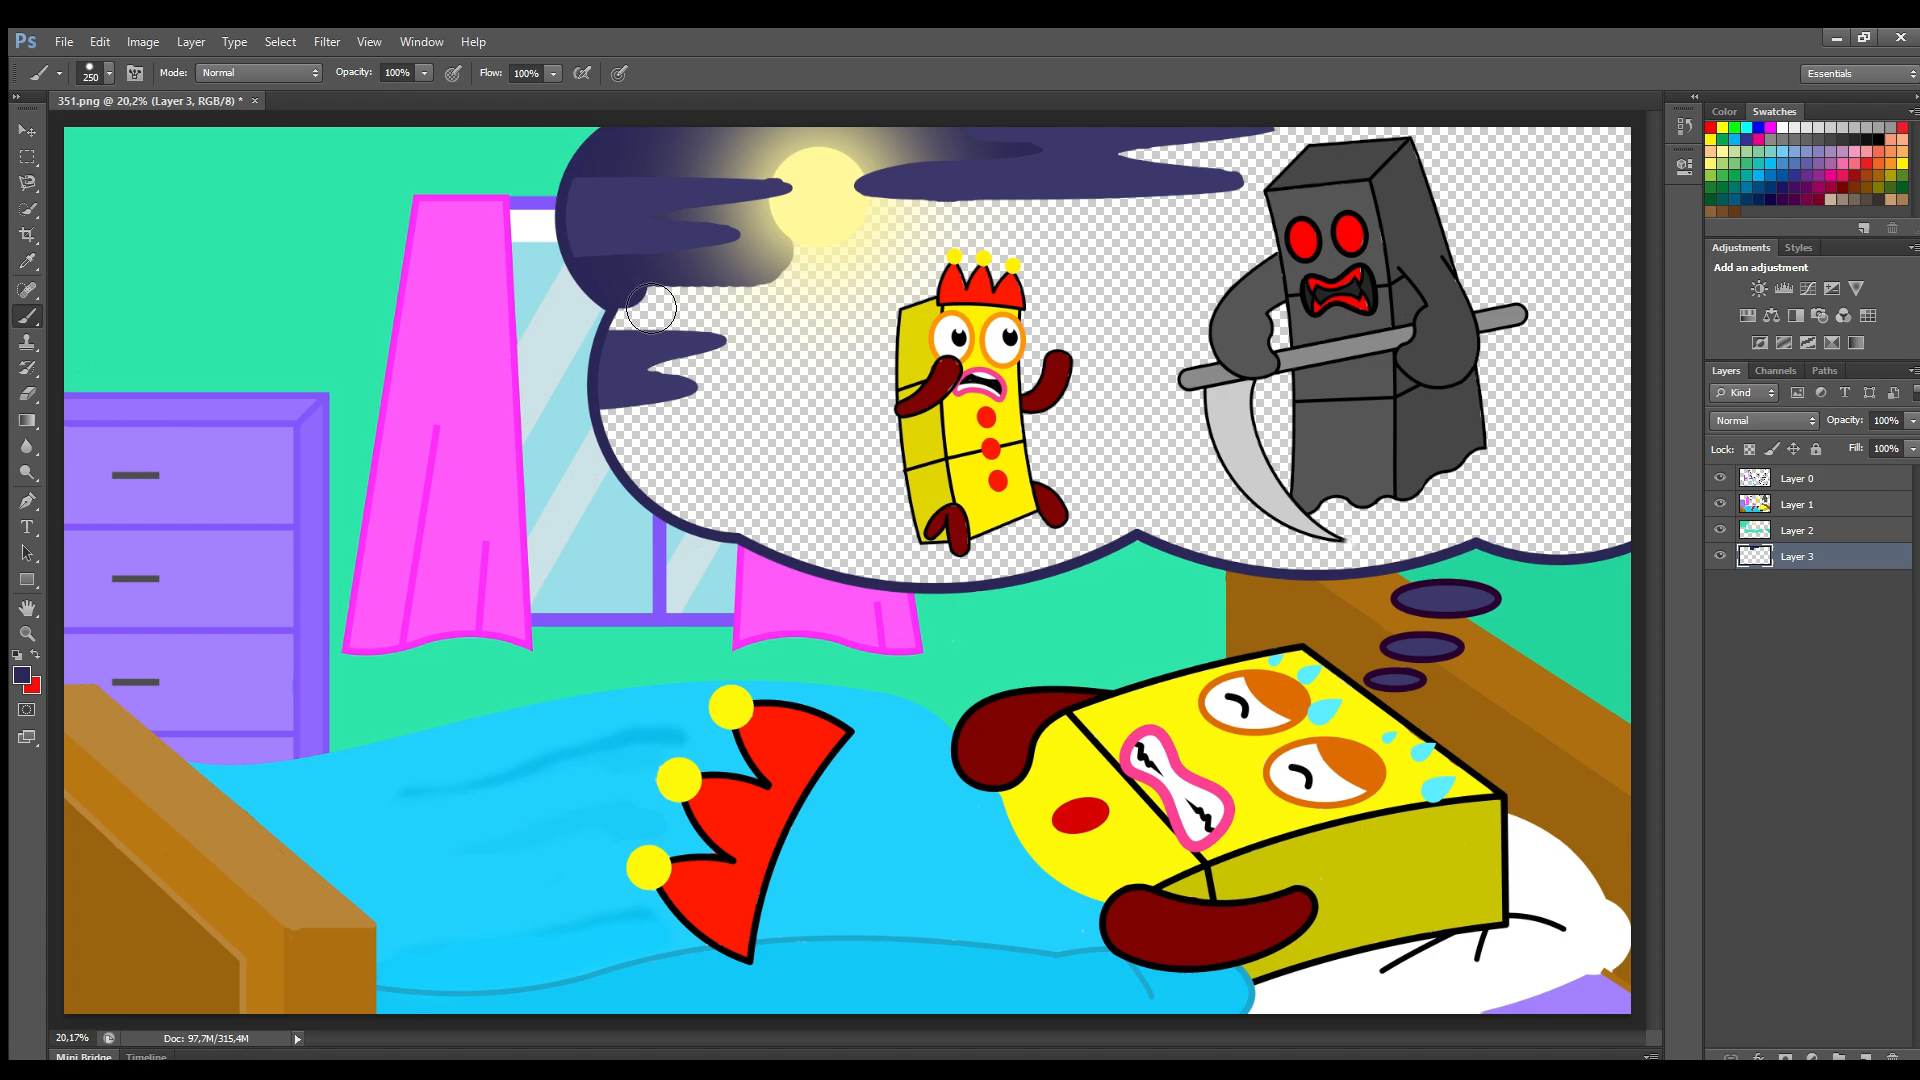 Ps File Edit Image Layer Type Select Filter View Window Help
250 Mode: Normal Opacity: 100% Flow: 100% Essentials
351.png @ 20,2% (Layer 3, RGB/8) * ×
Color Swatches
Adjustments Styles
Add an adjustment
Layers Channels Paths
Kind
Normal Opacity: 100%
Lock: Fill: 100%
Layer 0
Layer 1
Layer 2
Layer 3
20,17% Doc: 97,7M/315,4M
Mini Bridge Timeline